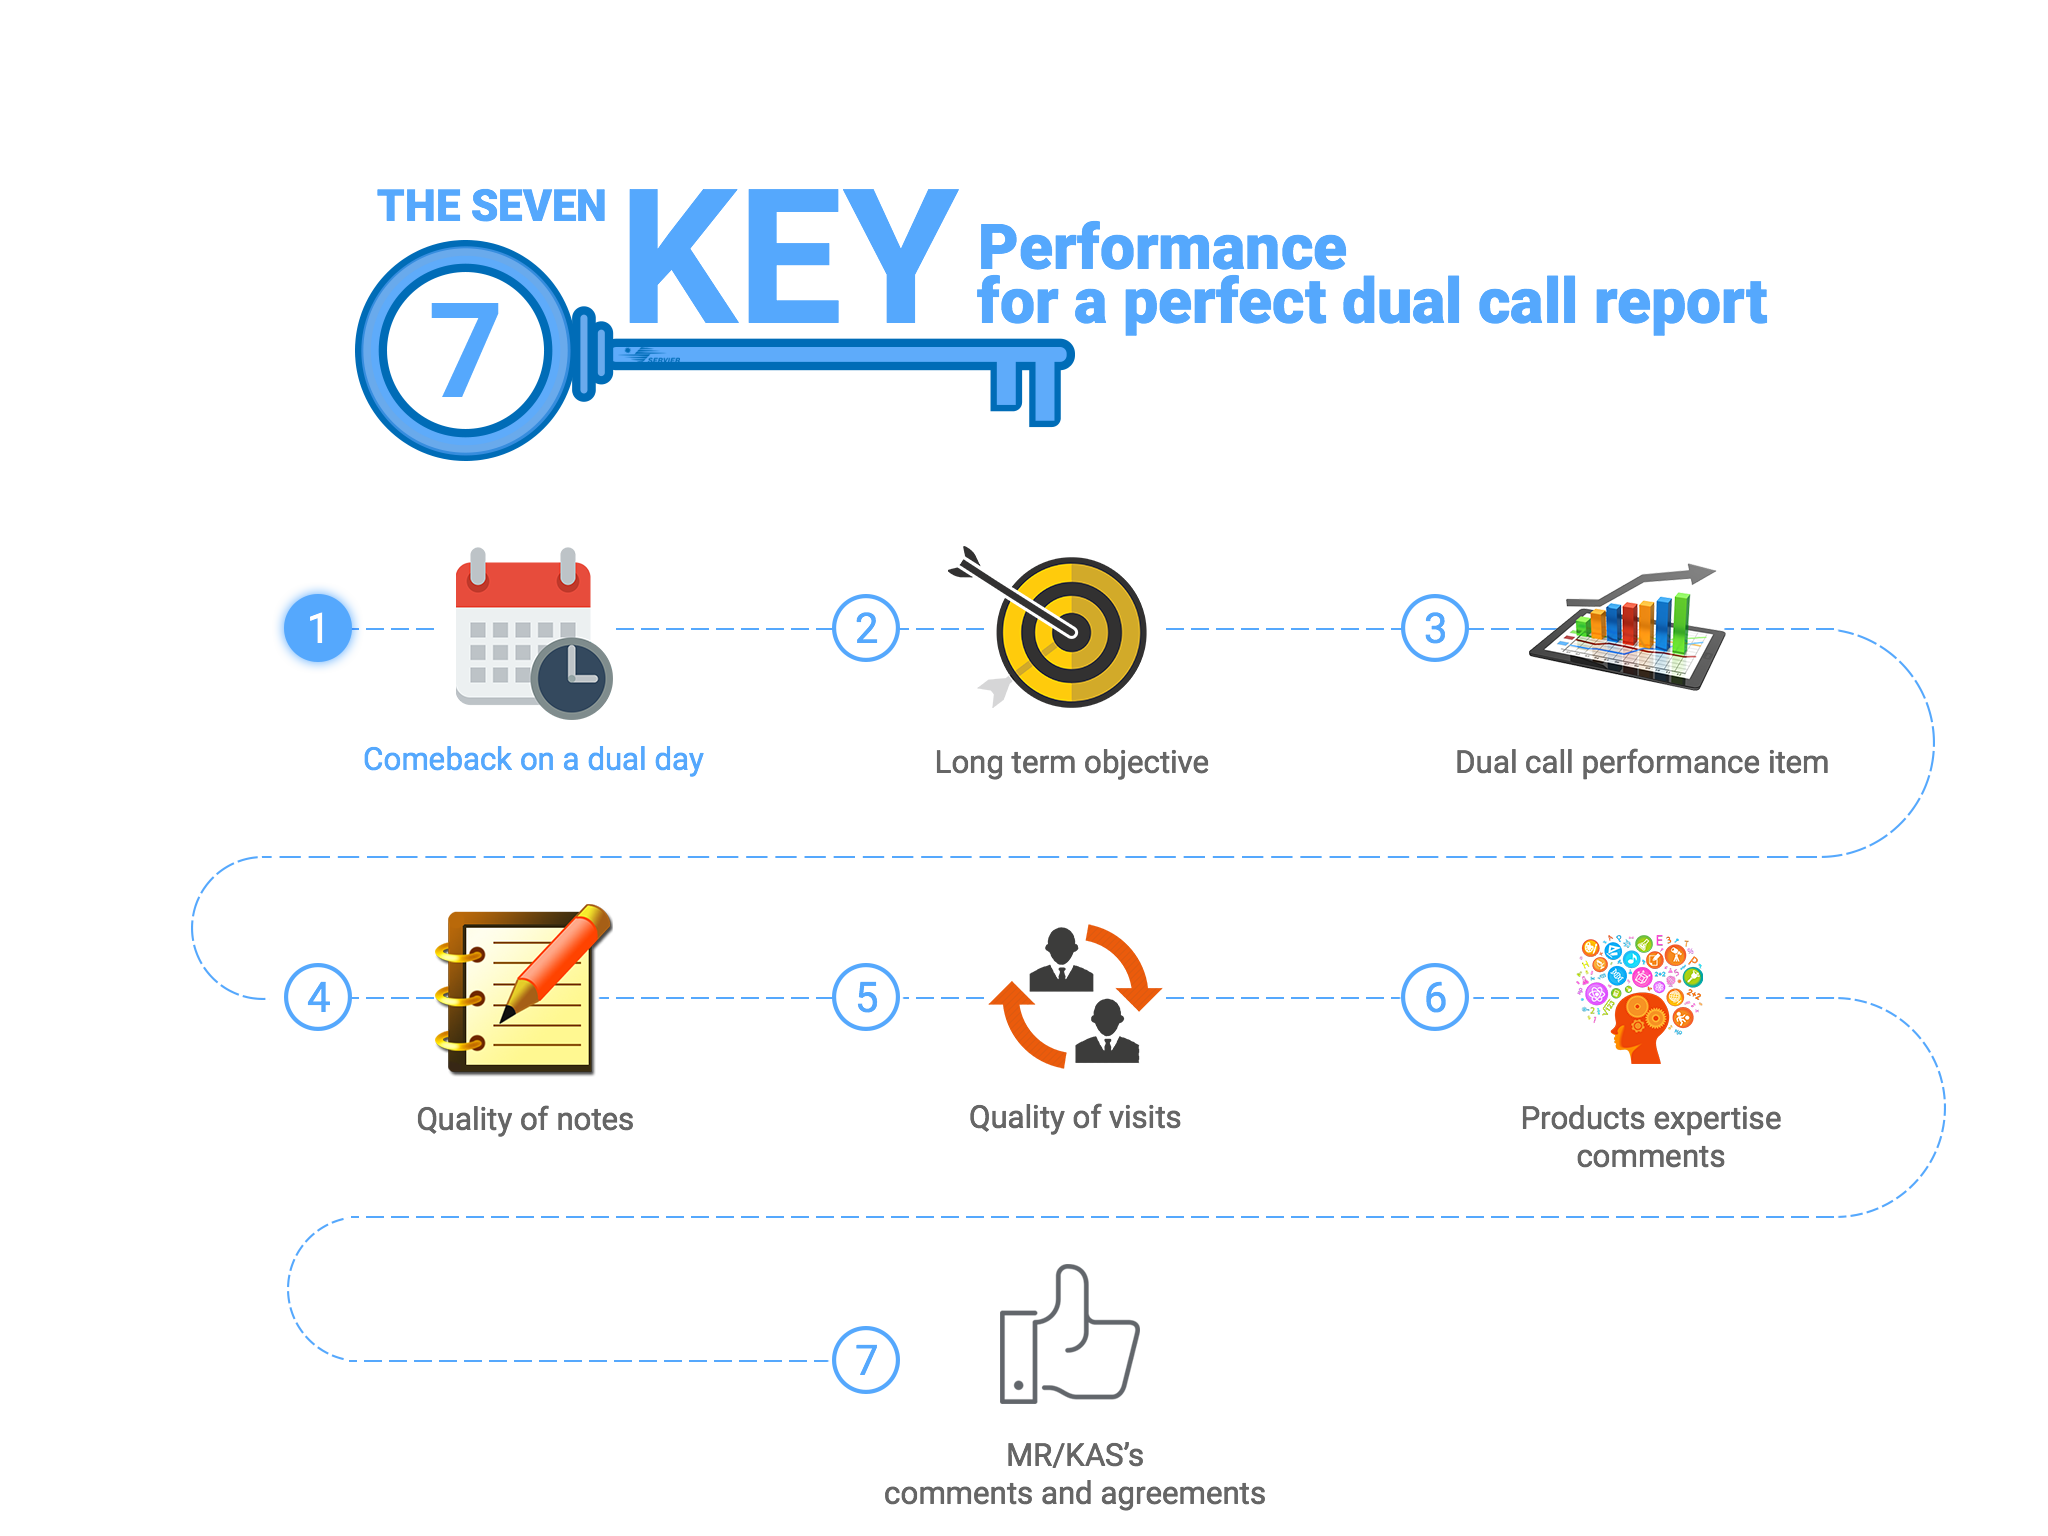 THE SEVEN
KEY
Performance
for a perfect dual call report
7
SERVIER
1
2
3
Comeback on a dual day
Long term objective
Dual call performance item
4
5
6
Quality of notes
Quality of visits
Products expertise
comments
7
MR/KAS’s
comments and agreements